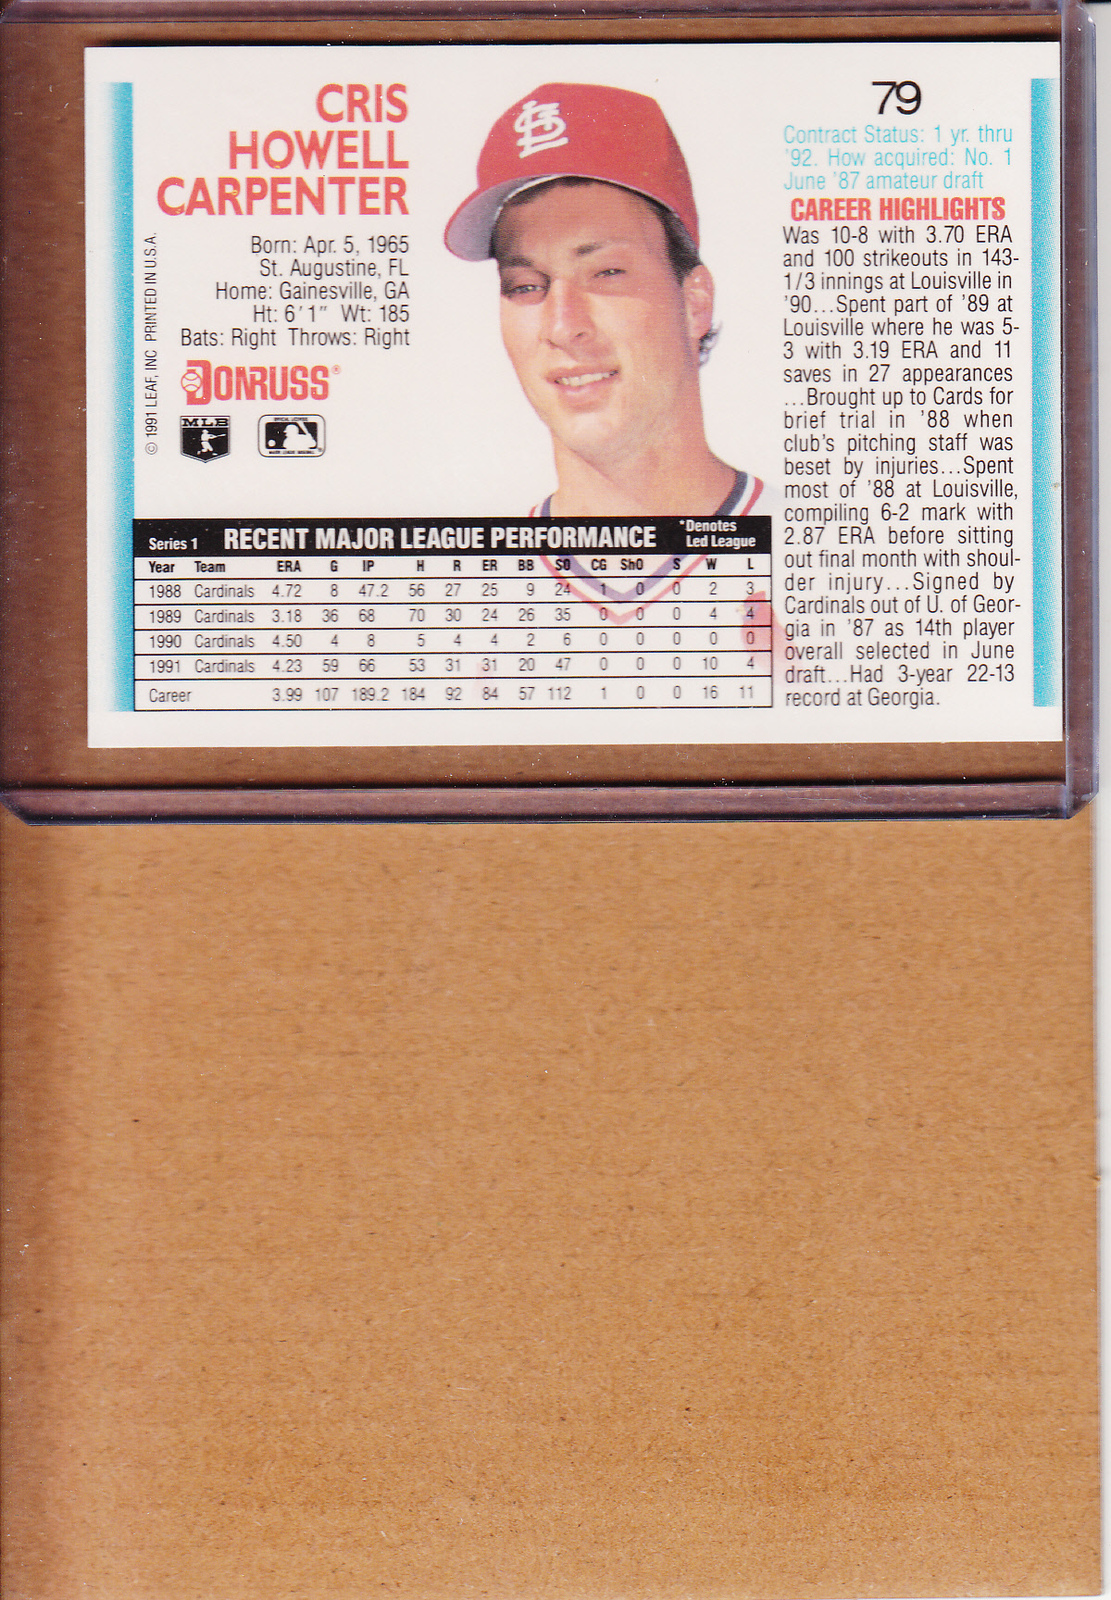 CRIS
HOWELL
CARPENTER
Born: Apr. 5, 1965
St. Augustine, FL
Home: Gainesville, GA
Ht: 6'1" Wt: 185
Bats: Right Throws: Right
DONRUSS®
MLB
© 1991 LEAF, INC PRINTED IN U.S.A.
79
Contract Status: 1 yr. thru
'92. How acquired: No. 1
June '87 amateur draft
CAREER HIGHLIGHTS
Was 10-8 with 3.70 ERA
and 100 strikeouts in 143-
1/3 innings at Louisville in
'90...Spent part of '89 at
Louisville where he was 5-
3 with 3.19 ERA and 11
saves in 27 appearances
...Brought up to Cards for
brief trial in '88 when
club's pitching staff was
beset by injuries...Spent
most of '88 at Louisville,
compiling 6-2 mark with
2.87 ERA before sitting
out final month with shoul-
der injury...Signed by
Cardinals out of U. of Geor-
gia in '87 as 14th player
overall selected in June
draft...Had 3-year 22-13
record at Georgia.
Series 1 RECENT MAJOR LEAGUE PERFORMANCE *Denotes
Led League
Year Team ERA G IP H R ER BB SO CG ShO S W L
1988 Cardinals 4.72 8 47.2 56 27 25 9 24 1 0 0 2 3
1989 Cardinals 3.18 36 68 70 30 24 26 35 0 0 0 4 4
1990 Cardinals 4.50 4 8 5 4 4 2 6 0 0 0 0 0
1991 Cardinals 4.23 59 66 53 31 31 20 47 0 0 0 10 4
Career 3.99 107 189.2 184 92 84 57 112 1 0 0 16 11